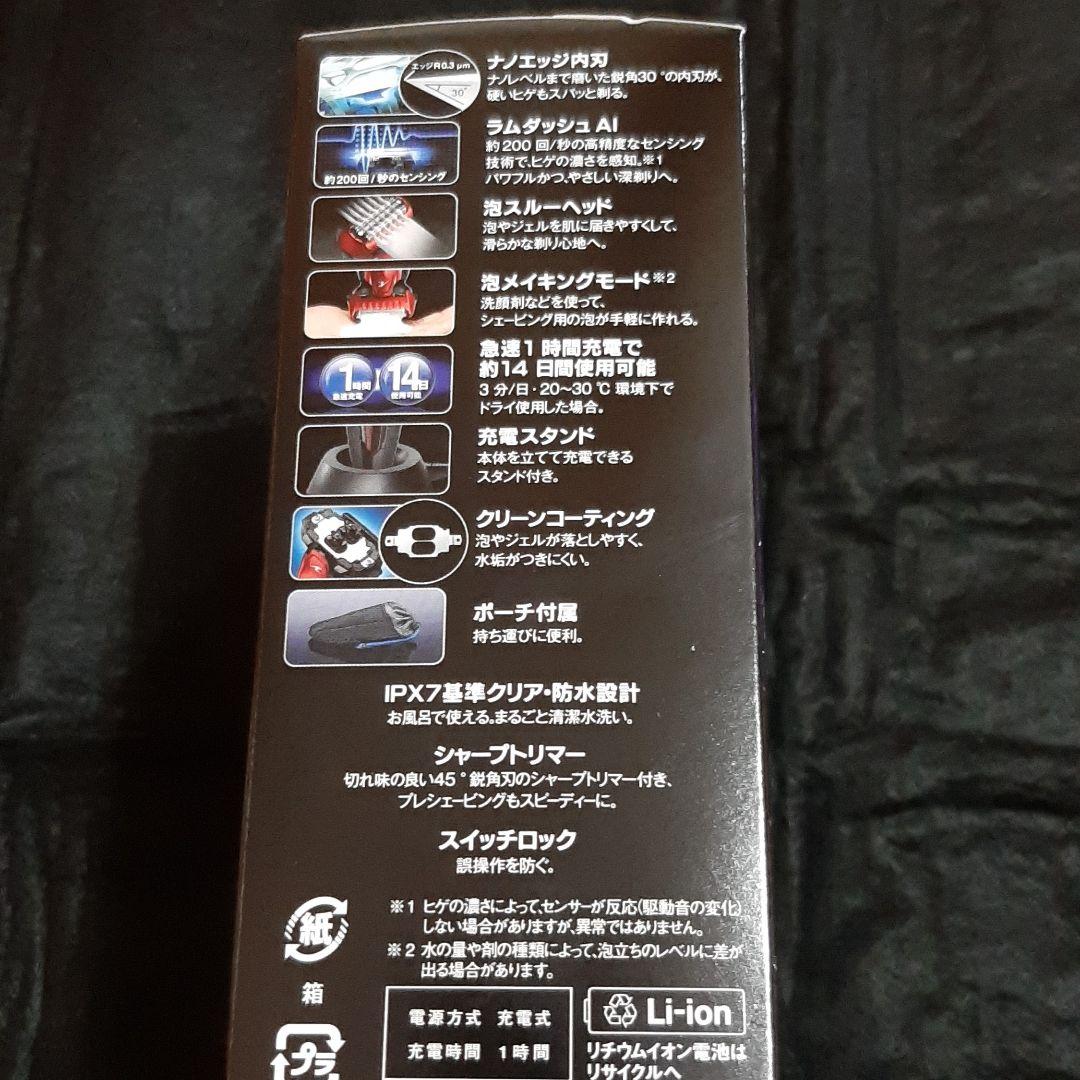 エッジR0.3μm
30°
ナノエッジ内刃
ナノレベルまで磨いた鋭角30°の内刃が、
硬いヒゲもスパッと剃る。
約200回/秒のセンシング
ラムダッシュAI
約200回/秒の高精度なセンシング
技術で、ヒゲの濃さを感知。※1
パワフルかつ、やさしい深剃りへ。
泡スルーヘッド
泡やジェルを肌に届きやすくして、
滑らかな剃り心地へ。
泡メイキングモード※2
洗顔剤などを使って、
シェービング用の泡が手軽に作れる。
1時間
急速充電
14日
使用可能
急速1時間充電で
約14日間使用可能
3分/日・20〜30℃環境下で
ドライ使用した場合。
充電スタンド
本体を立てて充電できる
スタンド付き。
クリーンコーティング
泡やジェルが落としやすく、
水垢がつきにくい。
ポーチ付属
持ち運びに便利。
IPX7基準クリア・防水設計
お風呂で使える。まるごと清潔水洗い。
シャープトリマー
切れ味の良い45°鋭角刃のシャープトリマー付き、
プレシェービングもスピーディーに。
スイッチロック
誤操作を防ぐ。
※1 ヒゲの濃さによって、センサーが反応(駆動音の変化)
しない場合がありますが、異常ではありません。
※2 水の量や剤の種類によって、泡立ちのレベルに差が
出る場合があります。
紙
箱
プラ
電源方式 充電式
充電時間 1時間
Li-ion
リチウムイオン電池は
リサイクルへ